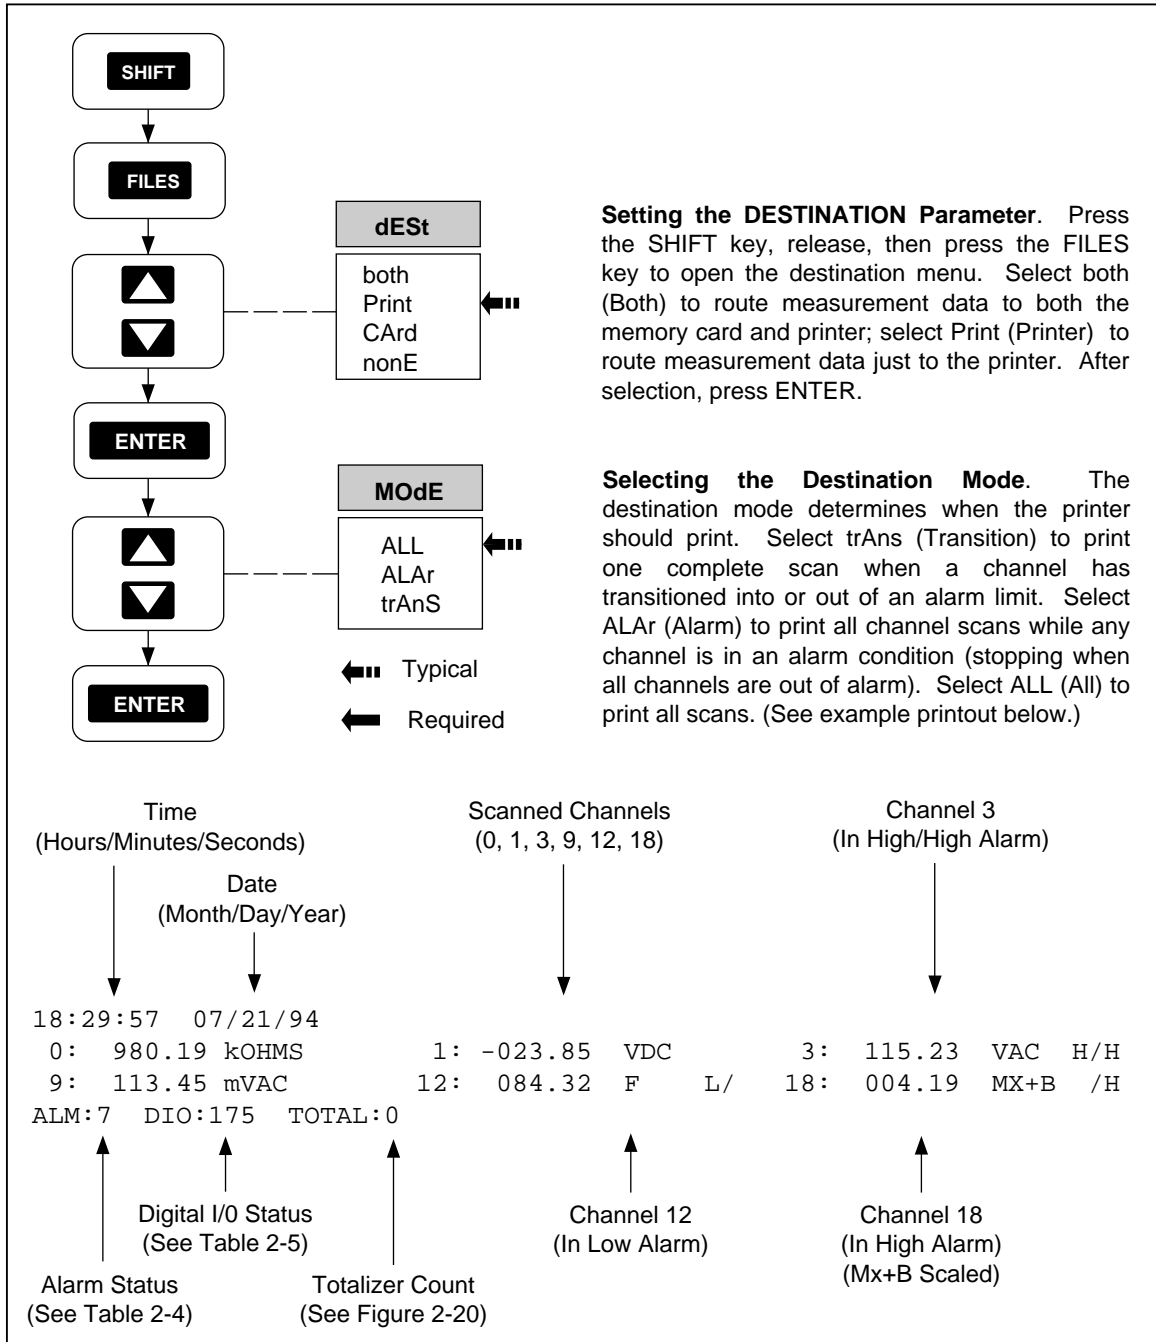 SHIFT
FILES
dESt
both
Print
CArd
nonE
Setting the DESTINATION Parameter. Press
the SHIFT key, release, then press the FILES
key to open the destination menu. Select both
(Both) to route measurement data to both the
memory card and printer; select Print (Printer) to
route measurement data just to the printer. After
selection, press ENTER.
ENTER
MOdE
ALL
ALAr
trAnS
Selecting the Destination Mode. The
destination mode determines when the printer
should print. Select trAns (Transition) to print
one complete scan when a channel has
transitioned into or out of an alarm limit. Select
ALAr (Alarm) to print all channel scans while any
channel is in an alarm condition (stopping when
all channels are out of alarm). Select ALL (All) to
print all scans. (See example printout below.)
ENTER
Typical
Required
Time
(Hours/Minutes/Seconds)
Date
(Month/Day/Year)
Scanned Channels
(0, 1, 3, 9, 12, 18)
Channel 3
(In High/High Alarm)
18:29:57 07/21/94
0: 980.19 kOHMS 1: -023.85 VDC 3: 115.23 VAC H/H
9: 113.45 mVAC 12: 084.32 F L/ 18: 004.19 MX+B /H
ALM:7 DIO:175 TOTAL:0
Digital I/0 Status
(See Table 2-5)
Channel 12
(In Low Alarm)
Channel 18
(In High Alarm)
(Mx+B Scaled)
Alarm Status
(See Table 2-4)
Totalizer Count
(See Figure 2-20)